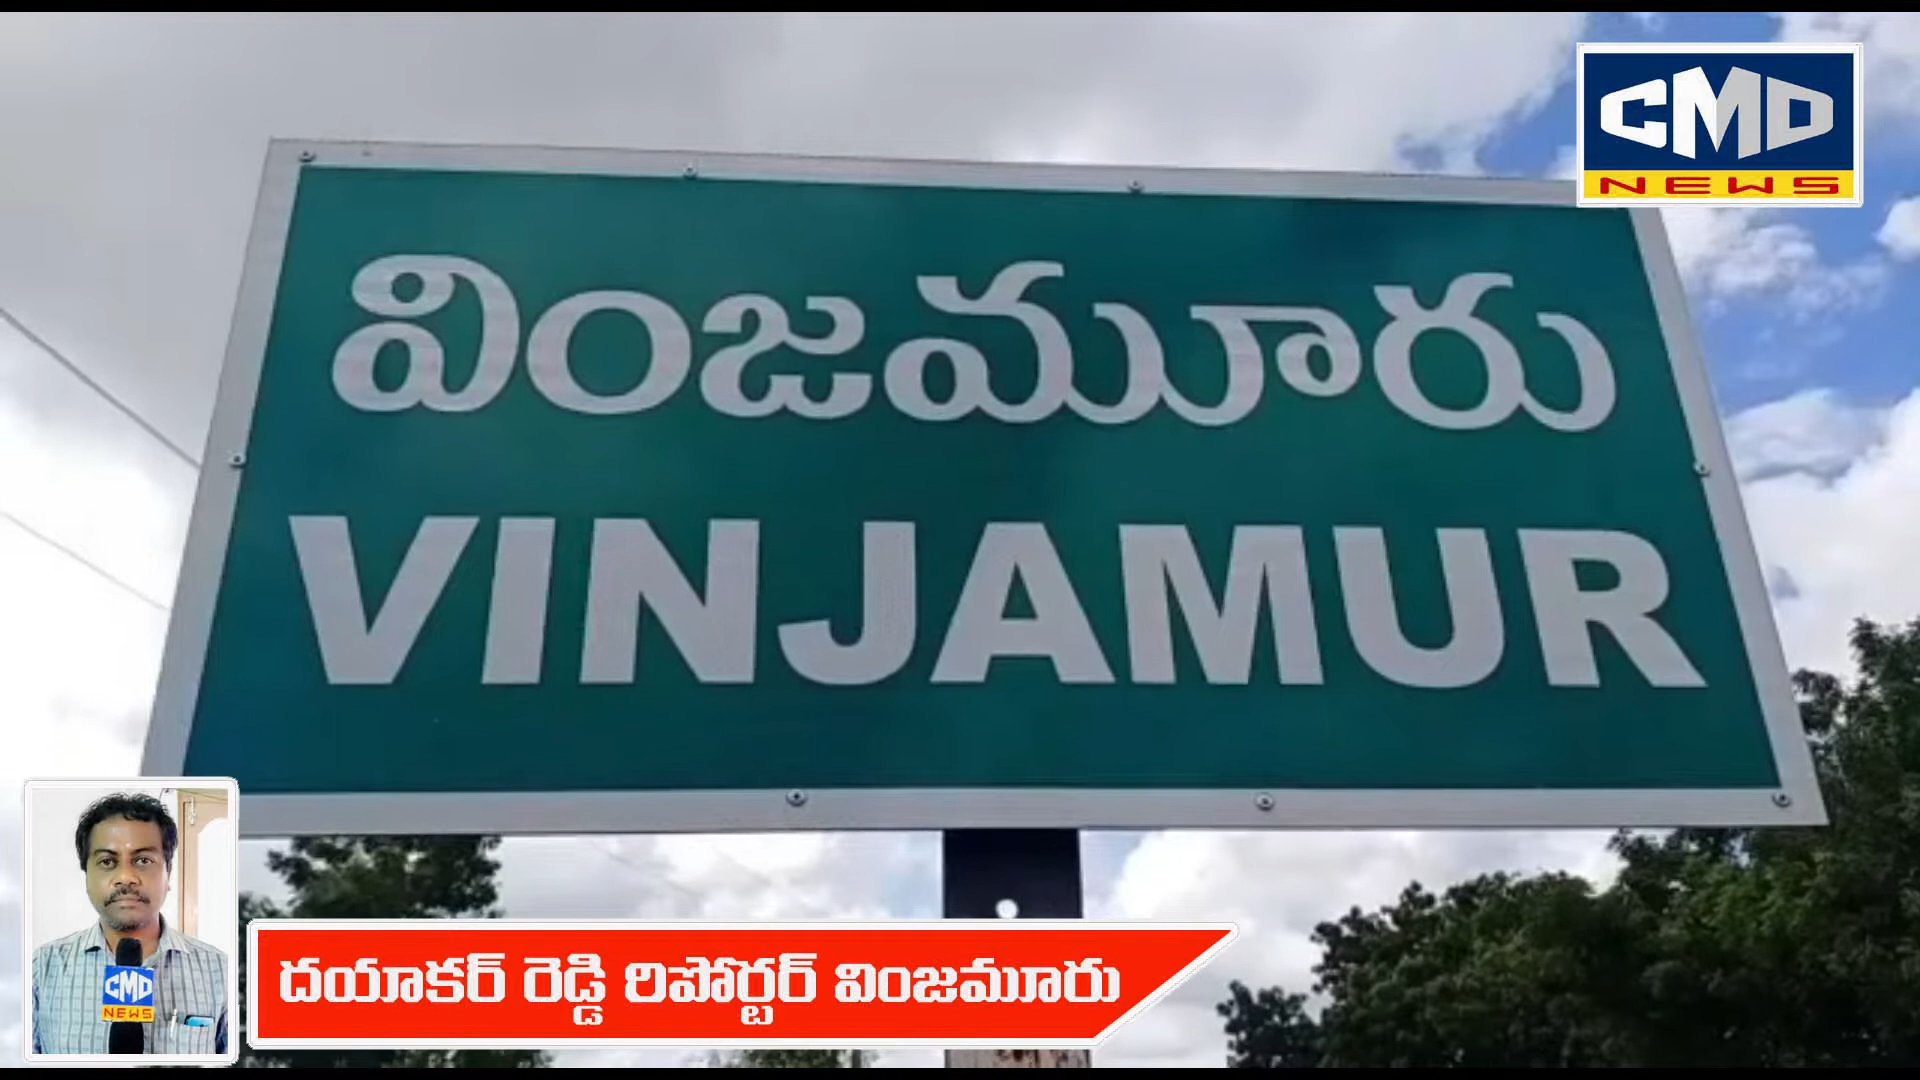 CMD
NEWS
వింజమూరు
VINJAMUR
CMD
NEWS
దయాకర్ రెడ్డి రిపోర్టర్ వింజమూరు